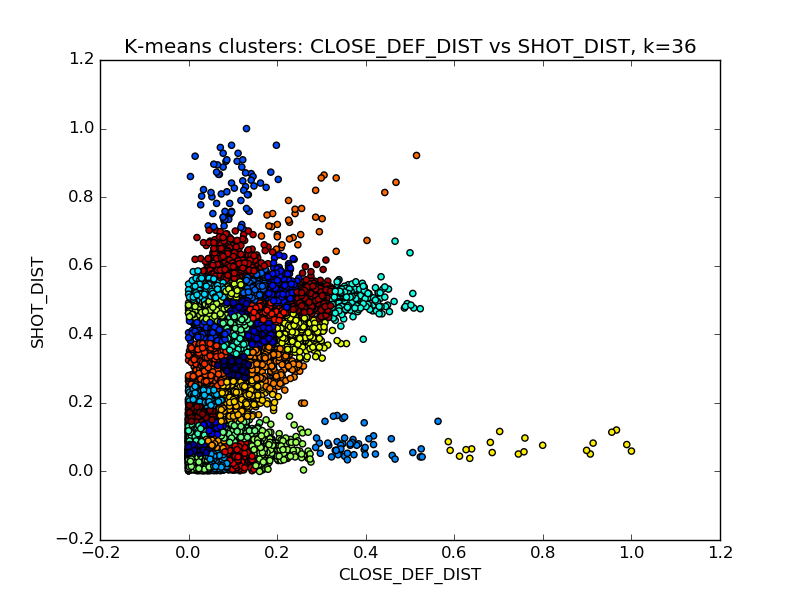 K-means clusters: CLOSE_DEF_DIST vs SHOT_DIST, k=36
1.2
1.0
0.8
0.6
0.4
0.2
0.0
−0.2
SHOT_DIST
−0.2 0.0 0.2 0.4 0.6 0.8 1.0 1.2
CLOSE_DEF_DIST